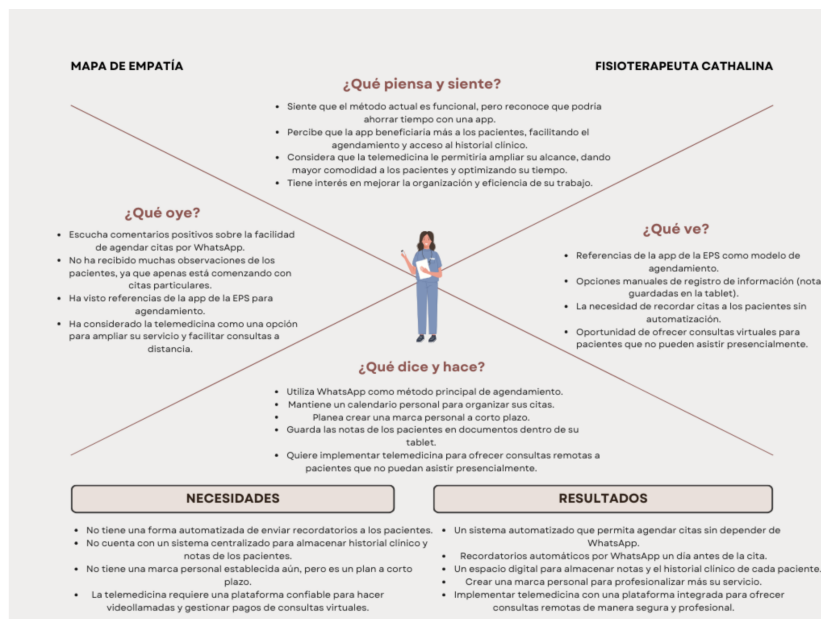 MAPA DE EMPATÍA
FISIOTERAPEUTA CATHALINA
¿Qué piensa y siente?
• Siente que el método actual es funcional, pero reconoce que podría
ahorrar tiempo con una app.
• Percibe que la app beneficiaría más a los pacientes, facilitando el
agendamiento y acceso al historial clínico.
• Considera que la telemedicina le permitiría ampliar su alcance, dando
mayor comodidad a los pacientes y optimizando su tiempo.
• Tiene interés en mejorar la organización y eficiencia de su trabajo.
¿Qué oye?
• Escucha comentarios positivos sobre la facilidad
de agendar citas por WhatsApp.
• No ha recibido muchas observaciones de los
pacientes, ya que apenas está comenzando con
citas particulares.
• Ha visto referencias de la app de la EPS para
agendamiento.
• Ha considerado la telemedicina como una opción
para ampliar su servicio y facilitar consultas a
distancia.
¿Qué ve?
• Referencias de la app de la EPS como modelo de
agendamiento.
• Opciones manuales de registro de información (nota
guardadas en la tablet).
• La necesidad de recordar citas a los pacientes sin
automatización.
• Oportunidad de ofrecer consultas virtuales para
pacientes que no pueden asistir presencialmente.
¿Qué dice y hace?
• Utiliza WhatsApp como método principal de agendamiento.
• Mantiene un calendario personal para organizar sus citas.
• Planea crear una marca personal a corto plazo.
• Guarda las notas de los pacientes en documentos dentro de su
tablet.
• Quiere implementar telemedicina para ofrecer consultas remotas a
pacientes que no puedan asistir presencialmente.
NECESIDADES
• No tiene una forma automatizada de enviar recordatorios a los pacientes.
• No cuenta con un sistema centralizado para almacenar historial clínico y
notas de los pacientes.
• No tiene una marca personal establecida aún, pero es un plan a corto
plazo.
• La telemedicina requiere una plataforma confiable para hacer
videollamadas y gestionar pagos de consultas virtuales.
RESULTADOS
• Un sistema automatizado que permita agendar citas sin depender de
WhatsApp.
• Recordatorios automáticos por WhatsApp un día antes de la cita.
• Un espacio digital para almacenar notas y el historial clínico de cada paciente.
• Crear una marca personal para profesionalizar más su servicio.
• Implementar telemedicina con una plataforma integrada para ofrecer
consultas remotas de manera segura y profesional.